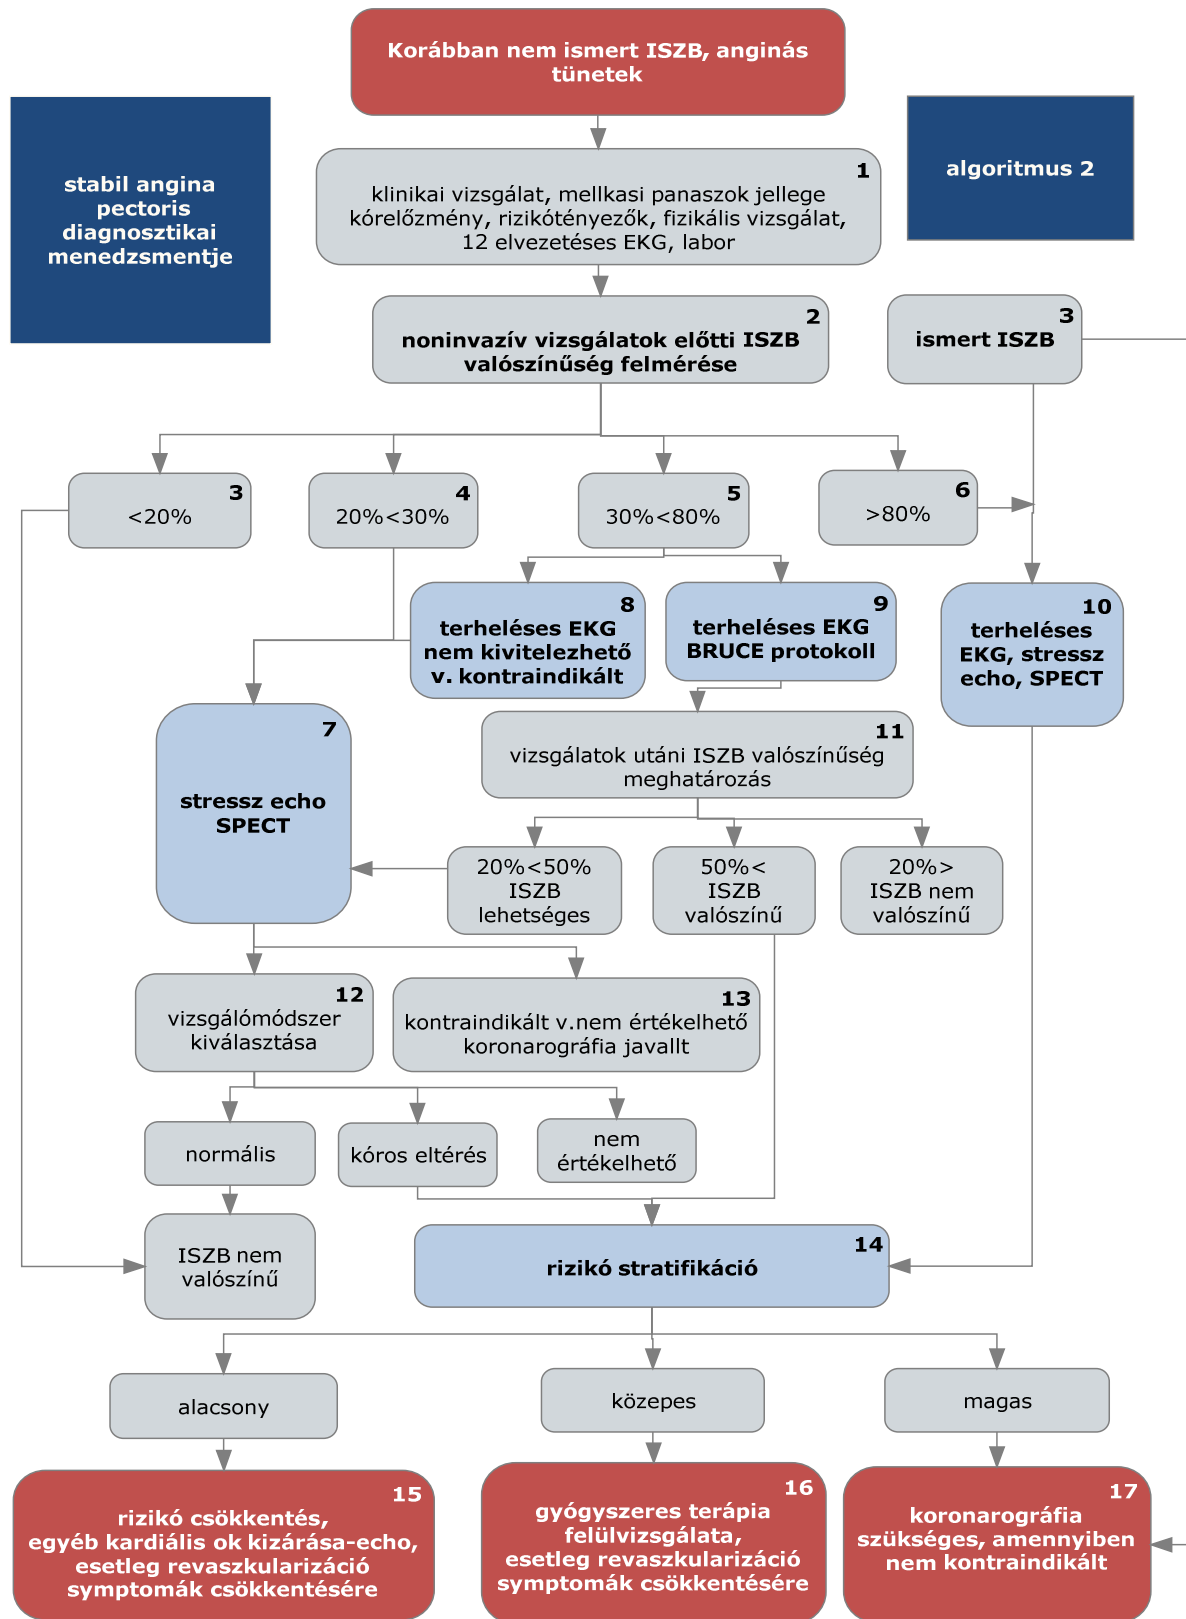 Korábban nem ismert ISZB, anginás
tünetek
stabil angina
pectoris
diagnosztikai
menedzsmentje
algoritmus 2
1
klinikai vizsgálat, mellkasi panaszok jellege
kórelőzmény, rizikótényezők, fizikális vizsgálat,
12 elvezetéses EKG, labor
2
noninvazív vizsgálatok előtti ISZB
valószínűség felmérése
3
ismert ISZB
3
<20%
4
20%<30%
5
30%<80%
6
>80%
8
terheléses EKG
nem kivitelezhető
v. kontraindikált
9
terheléses EKG
BRUCE protokoll
10
terheléses
EKG, stressz
echo, SPECT
7
stressz echo
SPECT
11
vizsgálatok utáni ISZB valószínűség
meghatározás
20%<50%
ISZB
lehetséges
50%<
ISZB
valószínű
20%>
ISZB nem
valószínű
12
vizsgálómódszer
kiválasztása
13
kontraindikált v.nem értékelhető
koronarográfia javallt
normális
kóros eltérés
nem
értékelhető
ISZB nem
valószínű
14
rizikó stratifikáció
alacsony
közepes
magas
15
rizikó csökkentés,
egyéb kardiális ok kizárása-echo,
esetleg revaszkularizáció
symptomák csökkentésére
16
gyógyszeres terápia
felülvizsgálata,
esetleg revaszkularizáció
symptomák csökkentésére
17
koronarográfia
szükséges, amennyiben
nem kontraindikált